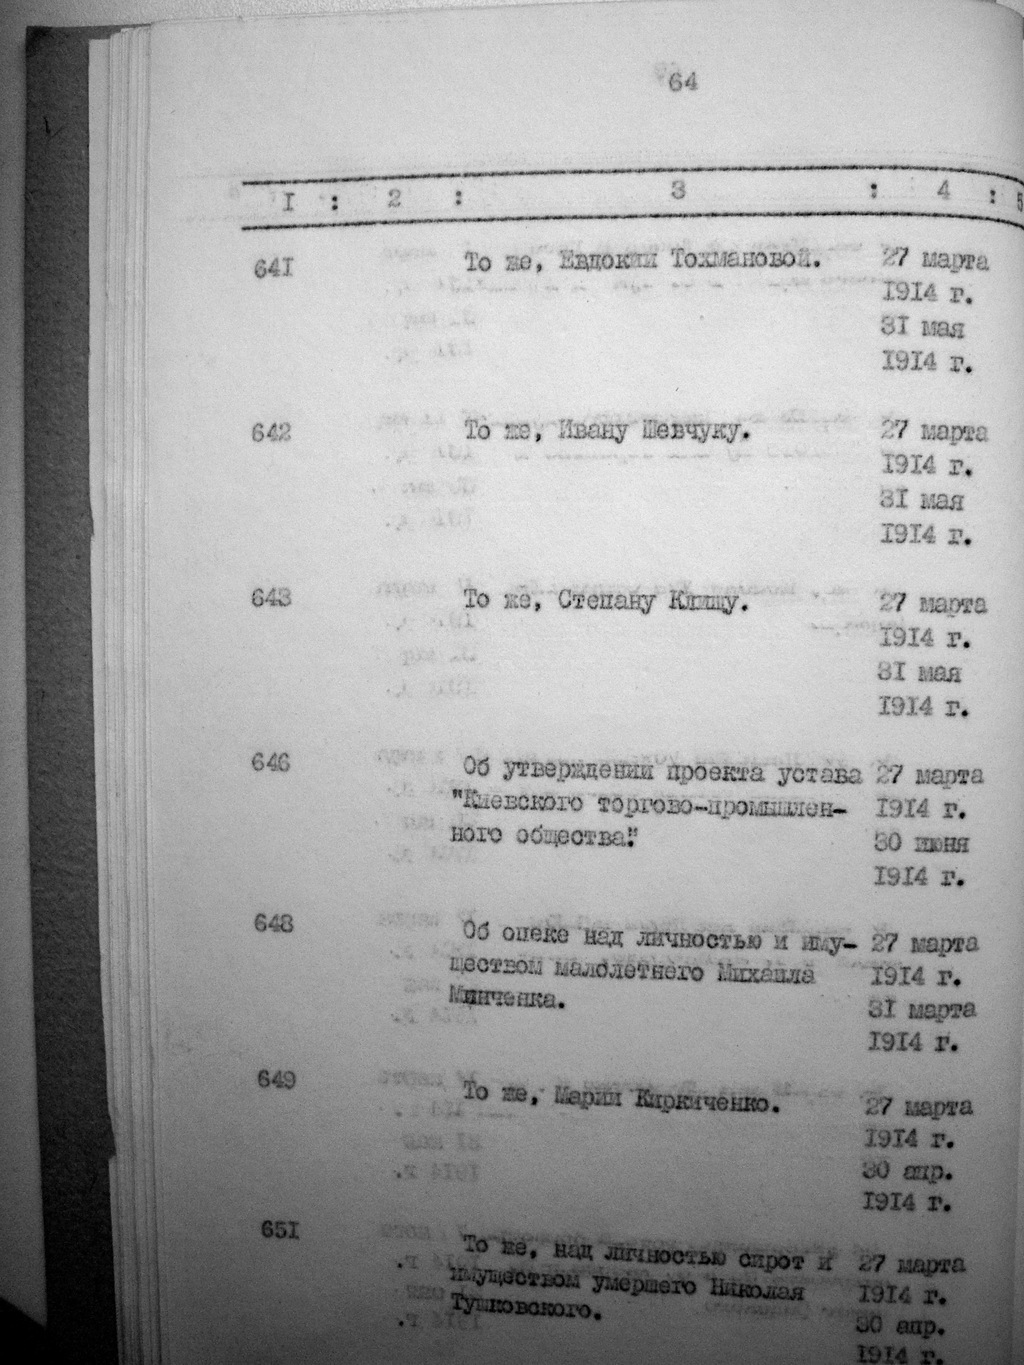 64
I : 2 : 3 : 4 : 5
641 То же, Евдокии Тохмановой. 27 марта
1914 г.
31 мая
1914 г.
642 То же, Ивану Шевчуку. 27 марта
1914 г.
31 мая
1914 г.
643 То же, Степану Клищу. 27 марта
1914 г.
31 мая
1914 г.
646 Об утверждении проекта устава 27 марта
"Киевского торгово-промышлен- 1914 г.
ного общества". 30 июня
1914 г.
648 Об опеке над личностью и иму- 27 марта
ществом малолетнего Михаила 1914 г.
Минченка. 31 марта
1914 г.
649 То же, Марии Киркиченко. 27 марта
1914 г.
30 апр.
1914 г.
651 То же, над личностью сирот и 27 марта
имуществом умершего Николая 1914 г.
Тушковского. 30 апр.
1914 г.